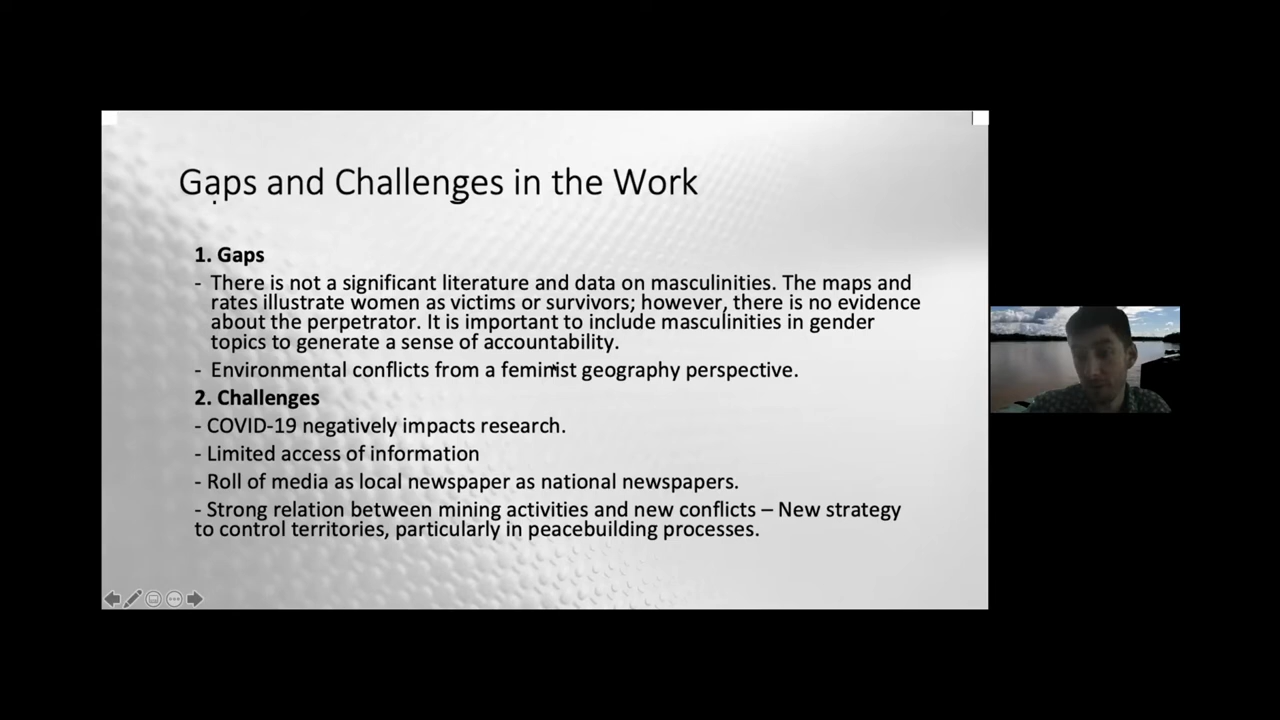 Gaps and Challenges in the Work
1. Gaps
- There is not a significant literature and data on masculinities. The maps and
rates illustrate women as victims or survivors; however, there is no evidence
about the perpetrator. It is important to include masculinities in gender
topics to generate a sense of accountability.
- Environmental conflicts from a feminist geography perspective.
2. Challenges
- COVID-19 negatively impacts research.
- Limited access of information
- Roll of media as local newspaper as national newspapers.
- Strong relation between mining activities and new conflicts – New strategy
to control territories, particularly in peacebuilding processes.